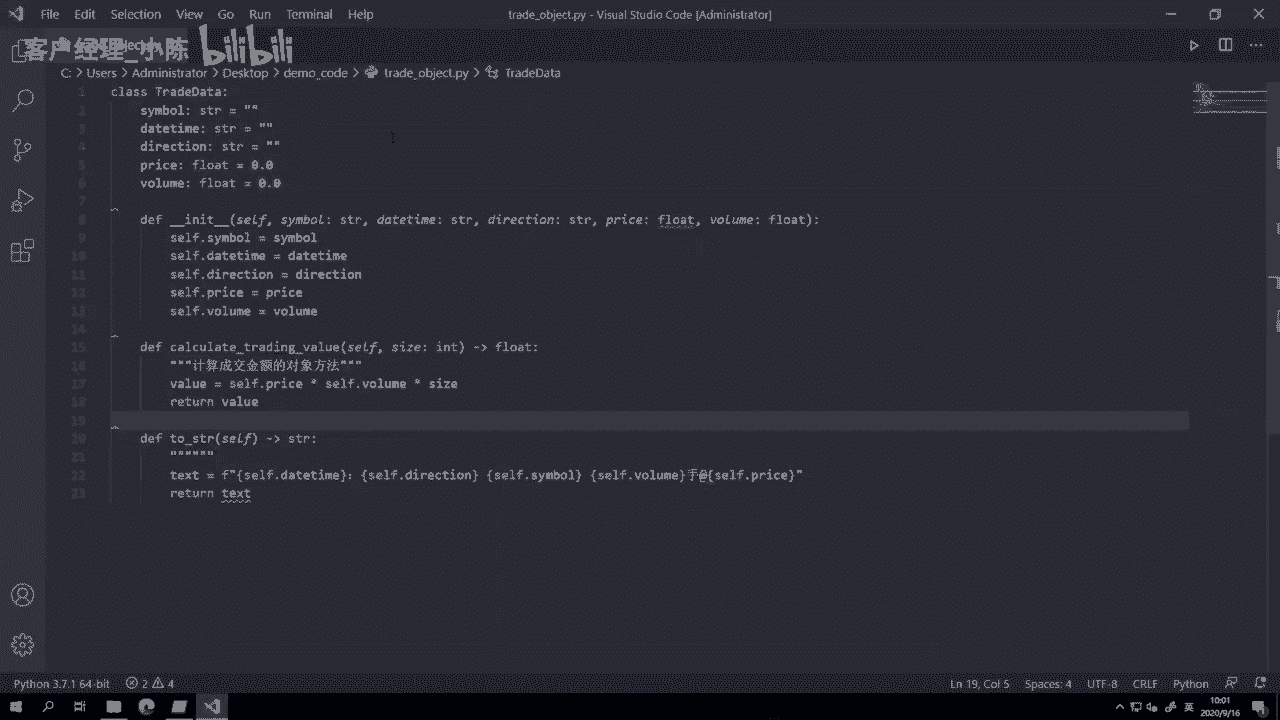 File Edit Selection View Go Run Terminal Help
trade_object.py - Visual Studio Code [Administrator]
客户经理_小陈 bilibili
C: > Users > Administrator > Desktop > demo_code > trade_object.py > TradeData
1 class TradeData:
2 symbol: str = ""
3 datetime: str = ""
4 direction: str = ""
5 price: float = 0.0
6 volume: float = 0.0
7
8 def __init__(self, symbol: str, datetime: str, direction: str, price: float, volume: float):
9 self.symbol = symbol
10 self.datetime = datetime
11 self.direction = direction
12 self.price = price
13 self.volume = volume
14
15 def calculate_trading_value(self, size: int) -> float:
16 """计算成交金额的对象方法"""
17 value = self.price * self.volume * size
18 return value
19
20 def to_str(self) -> str:
21 """"""
22 text = f"{self.datetime}: {self.direction} {self.symbol} {self.volume}手@{self.price}"
23 return text
Python 3.7.1 64-bit 2 4
Ln 19, Col 5 Spaces: 4 UTF-8 CRLF Python
英
10:01
2020/9/16